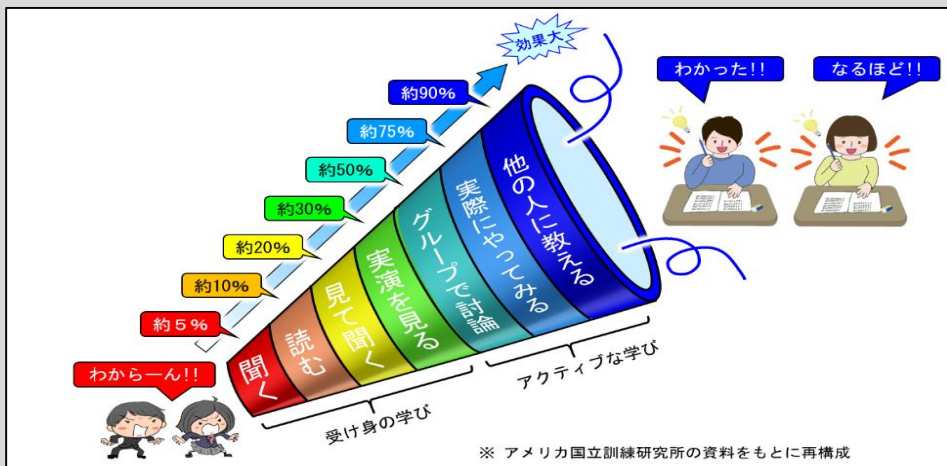 効果大
約90%
約75%
約50%
約30%
約20%
約10%
約5%
わからーん!!
わかった!!
なるほど!!
聞く
読む
見て聞く
実演を見る
グループで討論
実際にやってみる
他の人に教える
受け身の学び
アクティブな学び
※ アメリカ国立訓練研究所の資料をもとに再構成